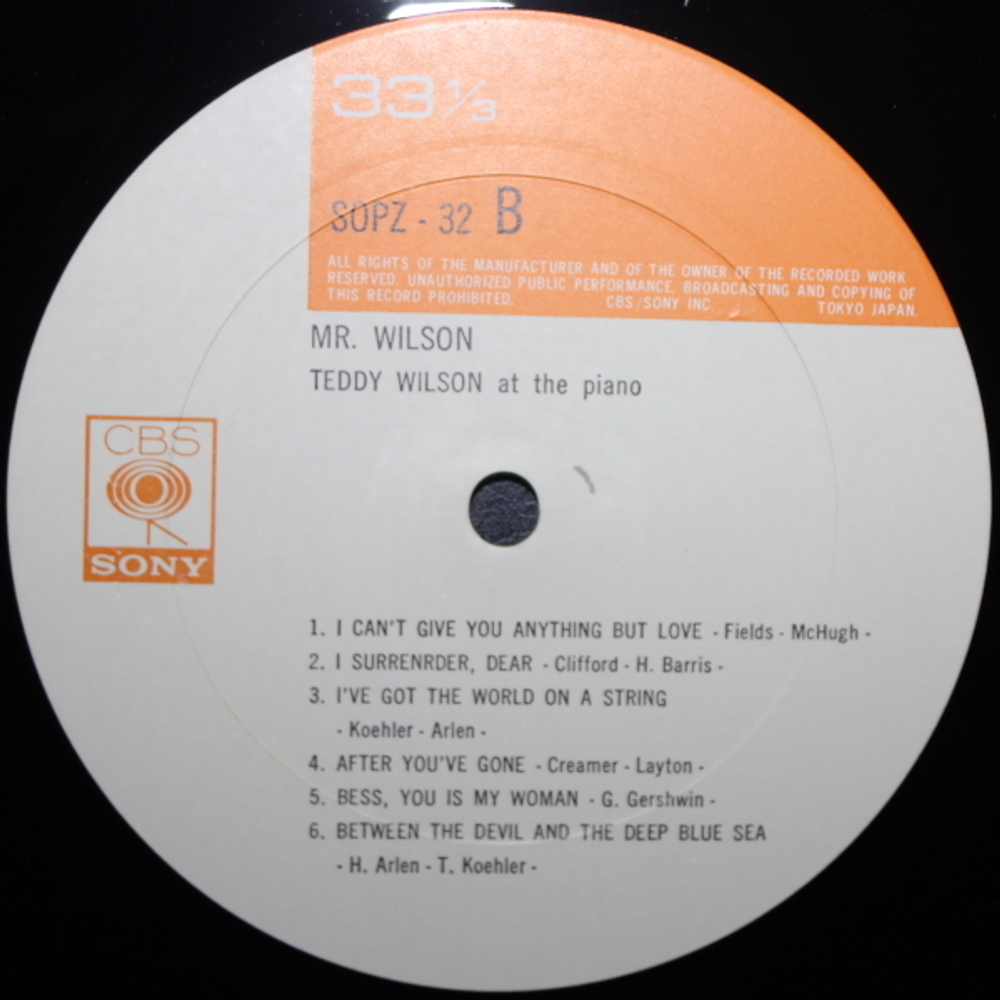 33 1/3
SOPZ - 32 B
ALL RIGHTS OF THE MANUFACTURER AND OF THE OWNER OF THE RECORDED WORK
RESERVED. UNAUTHORIZED PUBLIC PERFORMANCE. BROADCASTING AND COPYING OF
THIS RECORD PROHIBITED. CBS/SONY INC. TOKYO JAPAN.
MR. WILSON
TEDDY WILSON at the piano
CBS
SONY
1. I CAN'T GIVE YOU ANYTHING BUT LOVE - Fields - McHugh -
2. I SURRENRDER, DEAR - Clifford - H. Barris -
3. I'VE GOT THE WORLD ON A STRING
- Koehler - Arlen -
4. AFTER YOU'VE GONE - Creamer - Layton -
5. BESS, YOU IS MY WOMAN - G. Gershwin -
6. BETWEEN THE DEVIL AND THE DEEP BLUE SEA
- H. Arlen - T. Koehler -